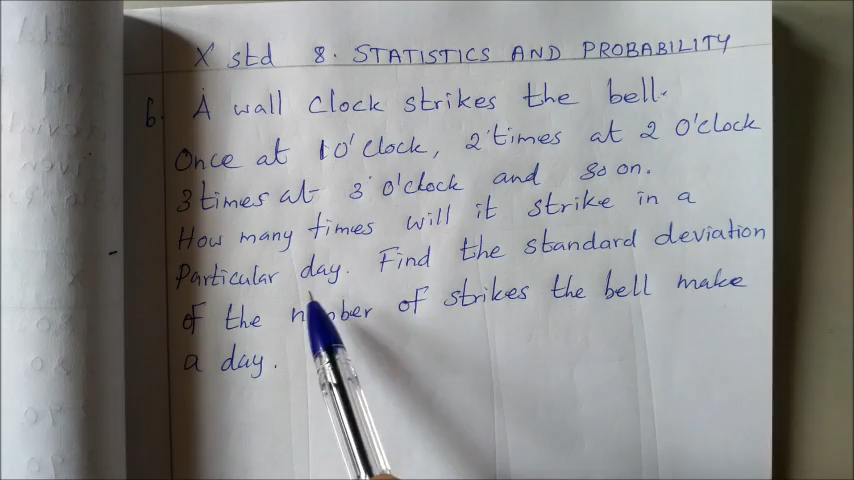 X std 8. STATISTICS AND PROBABILITY
6. A wall clock strikes the bell.
Once at 1 O'clock, 2 times at 2 O'clock
3 times at 3 O'clock and so on.
How many times will it strike in a
Particular day. Find the standard deviation
of the number of strikes the bell make
a day.